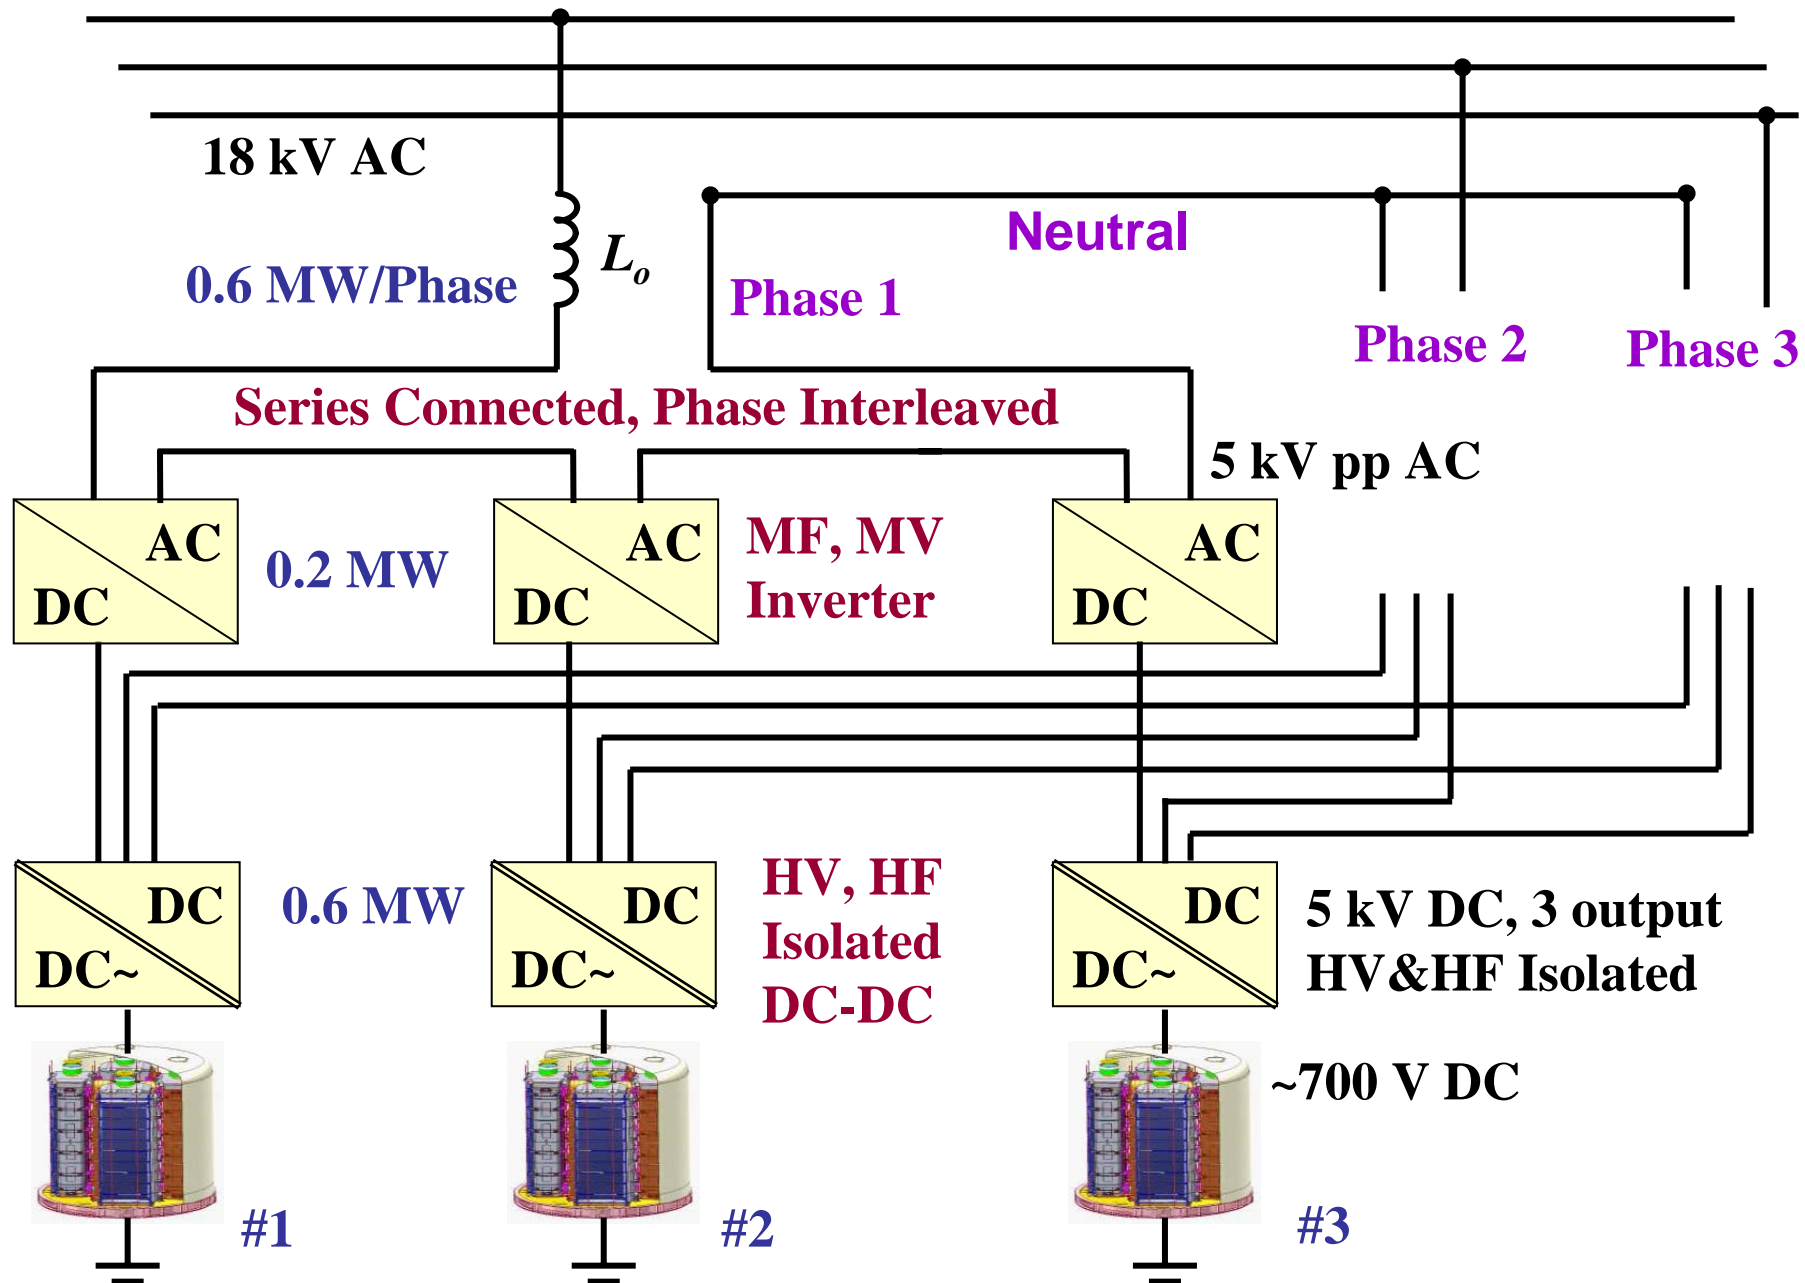 18 kV AC
0.6 MW/Phase
Lo
Neutral
Phase 1
Phase 2
Phase 3
Series Connected, Phase Interleaved
5 kV pp AC
AC
DC
0.2 MW
AC
DC
MF, MV
Inverter
AC
DC
DC
DC~
0.6 MW
DC
DC~
HV, HF
Isolated
DC-DC
DC
DC~
5 kV DC, 3 output
HV&HF Isolated
~700 V DC
#1
#2
#3